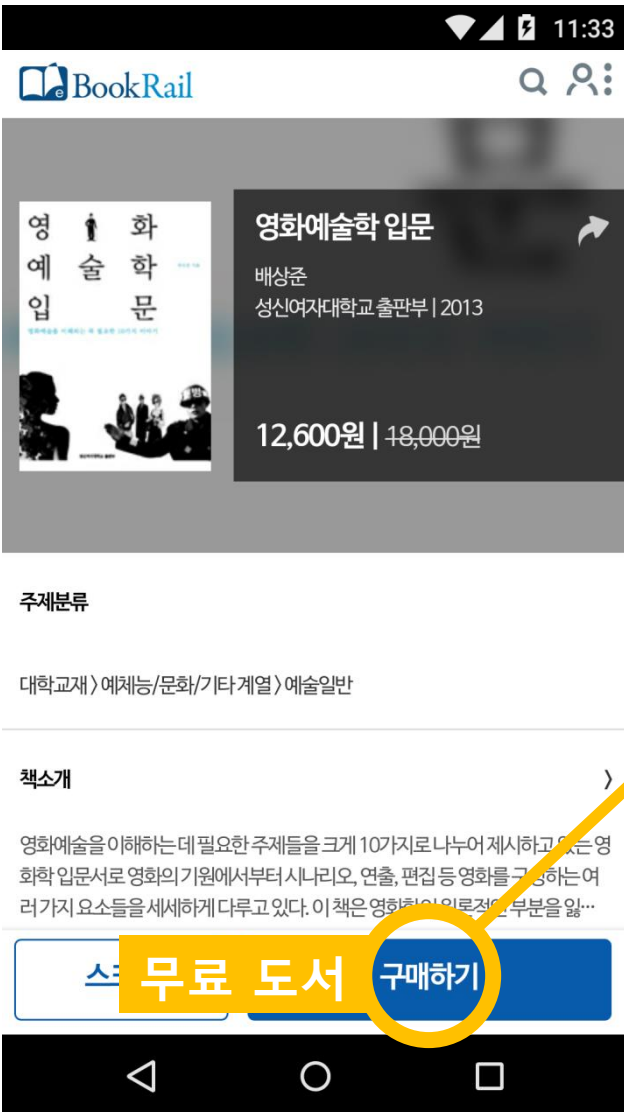 11:33
e BookRail
영화
예술학
입문
영화예술학 입문
배상준
성신여자대학교 출판부 | 2013
12,600원 | 18,000원
주제분류
대학교재 〉 예체능/문화/기타 계열 〉 예술일반
책소개 〉
영화예술을 이해하는 데 필요한 주제들을 크게 10가지로 나누어 제시하고 있는 영
화학 입문서로 영화의 기원에서부터 시나리오, 연출, 편집 등 영화를 구성하는 여
러 가지 요소들을 세세하게 다루고 있다. 이 책은 영화학의 원론적인 부분을 잃…
무료 도서 구매하기